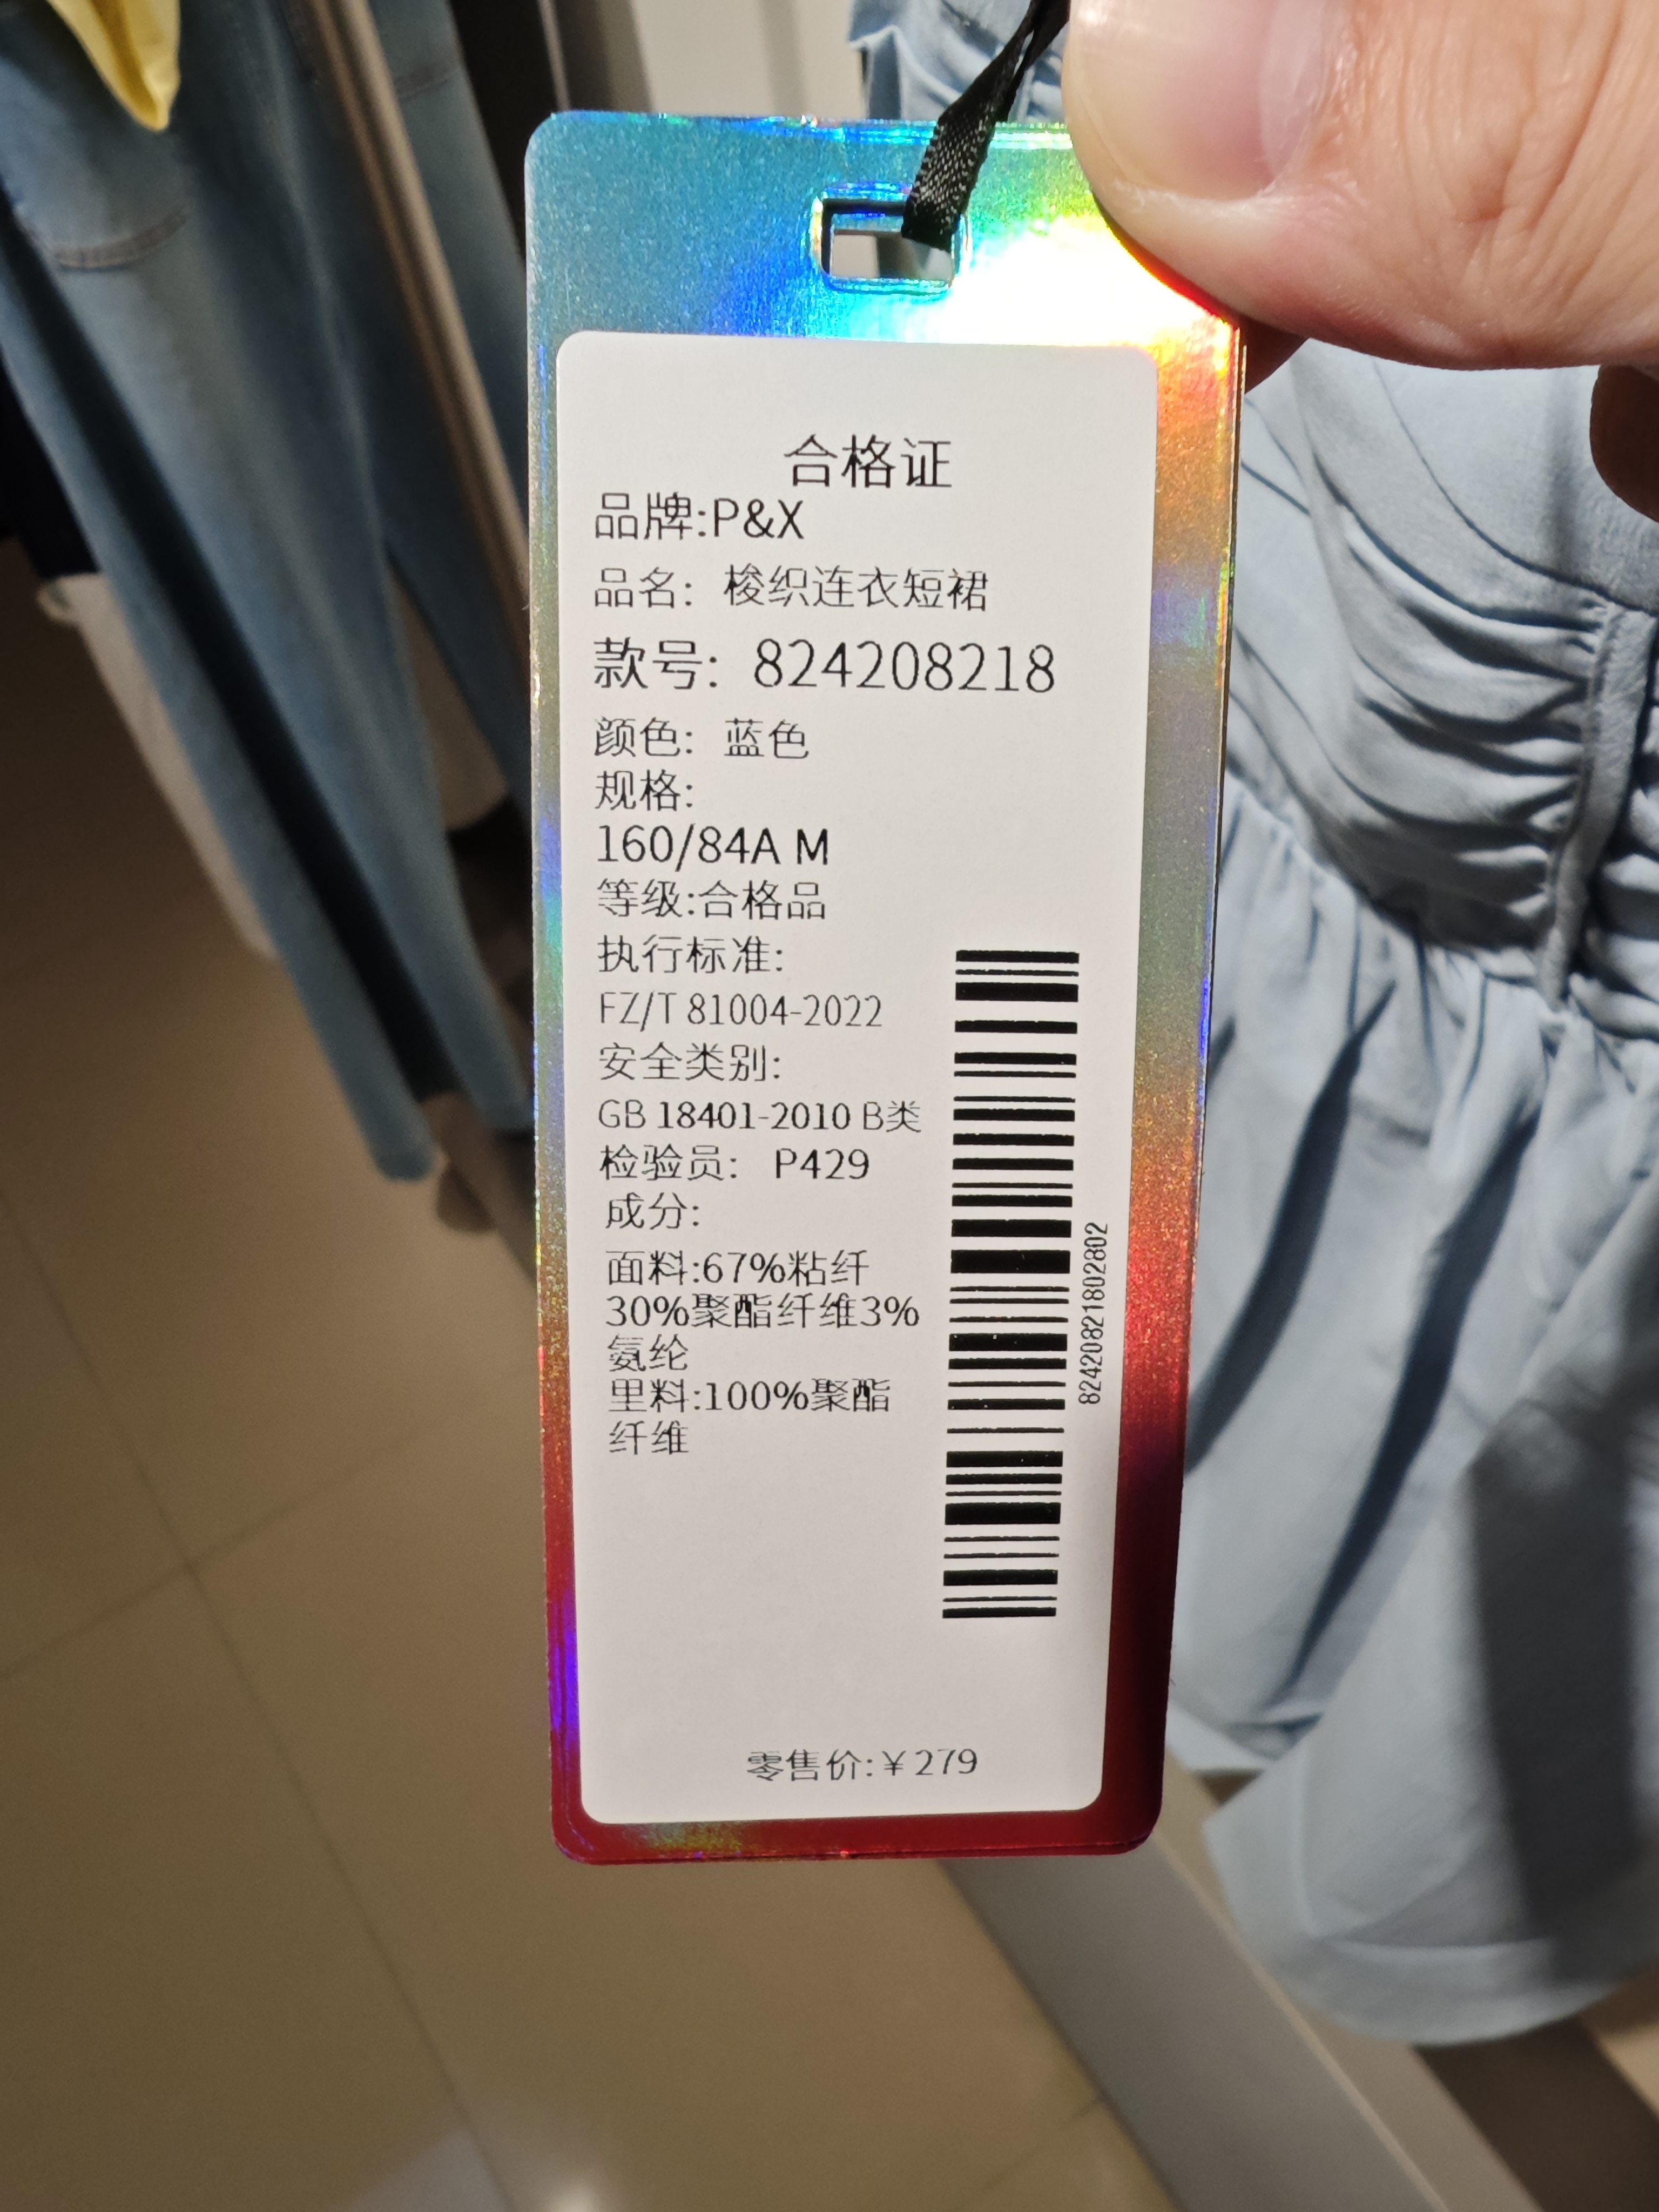 合格证
品牌:P&X
品名: 梭织连衣短裙
款号: 824208218
颜色: 蓝色
规格:
160/84A M
等级:合格品
执行标准:
FZ/T 81004-2022
安全类别:
GB 18401-2010 B类
检验员: P429
成分:
面料:67%粘纤
30%聚酯纤维3%
氨纶
里料:100%聚酯
纤维
82420821802802
零售价:¥279